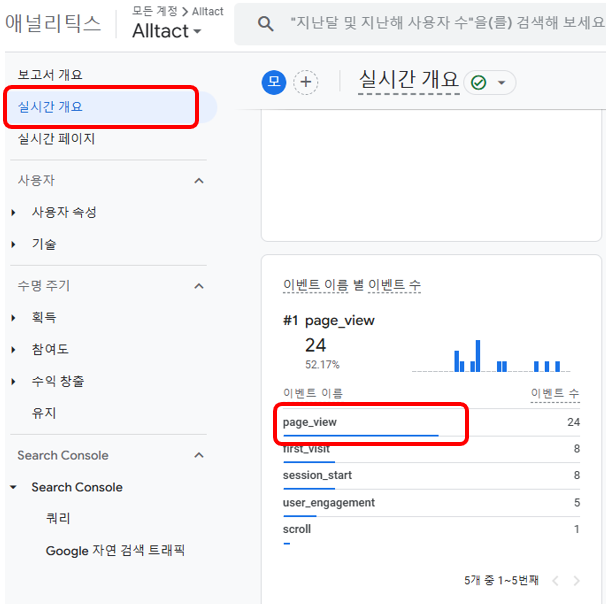 애널리틱스
모든 계정 > Alltact
Alltact
"지난달 및 지난해 사용자 수"을(를) 검색해 보세요
보고서 개요
실시간 개요
실시간 페이지
사용자
사용자 속성
기술
수명 주기
획득
참여도
수익 창출
유지
Search Console
Search Console
쿼리
Google 자연 검색 트래픽
모
실시간 개요
이벤트 이름 별 이벤트 수
#1 page_view
24
52.17%
이벤트 이름 이벤트 수
page_view 24
first_visit 8
session_start 8
user_engagement 5
scroll 1
5개 중 1~5번째